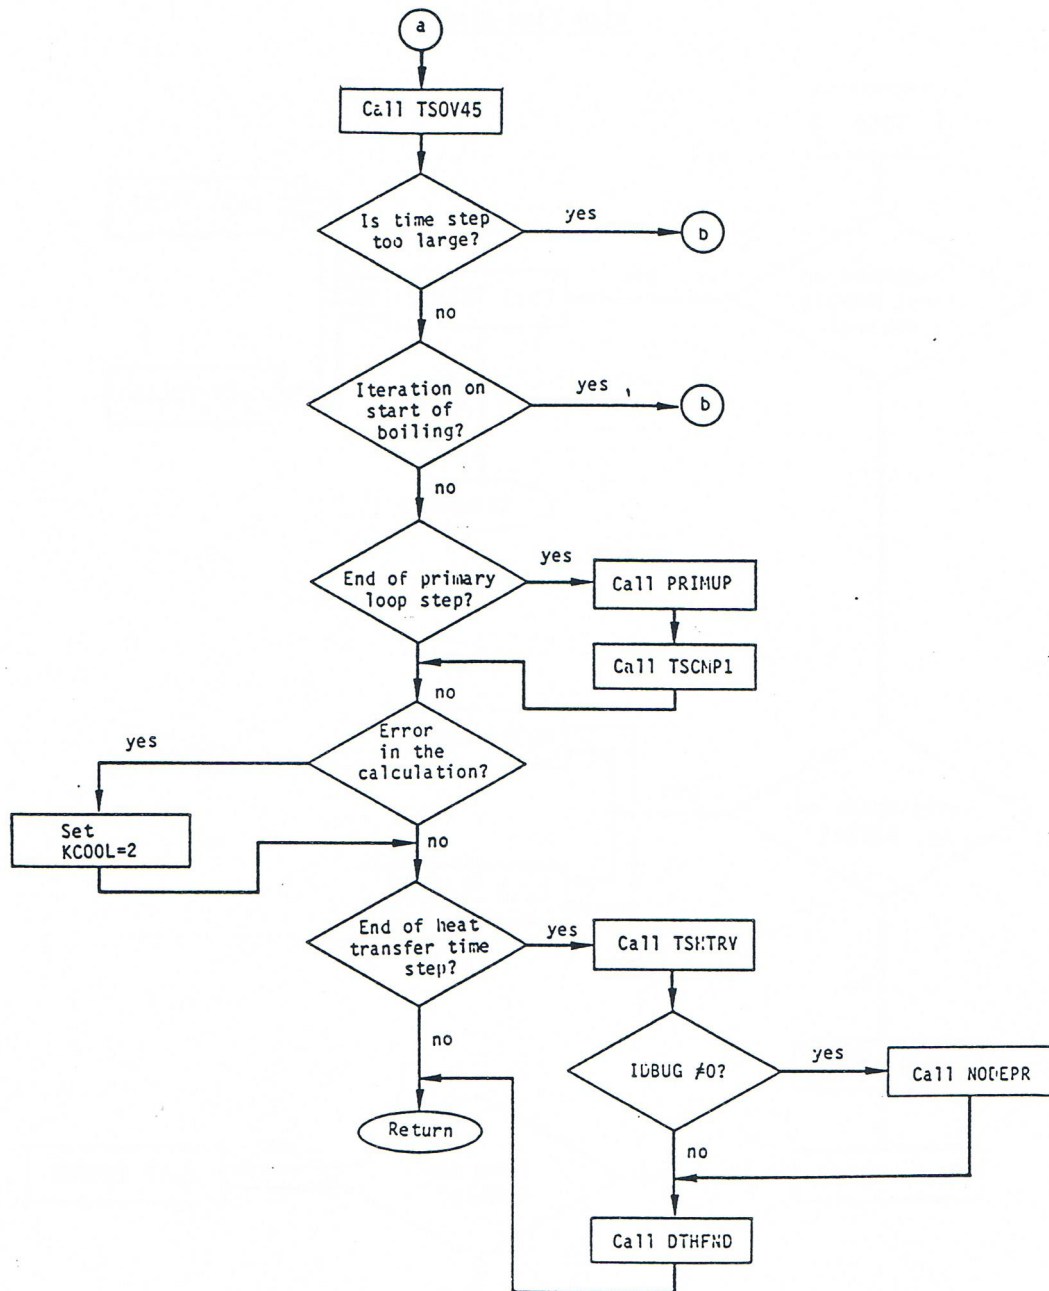 a
Call TSOV45
Is time step
too large?
yes
b
no
Iteration on
start of
boiling?
yes
b
no
End of primary
loop step?
yes
Call PRIMUP
Call TSCMP1
no
Error
in the
calculation?
yes
Set
KCOOL=2
no
End of heat
transfer time
step?
yes
Call TSHTRV
no
IDBUG ≠0?
yes
Call NODEPR
Return
no
Call DTHFND